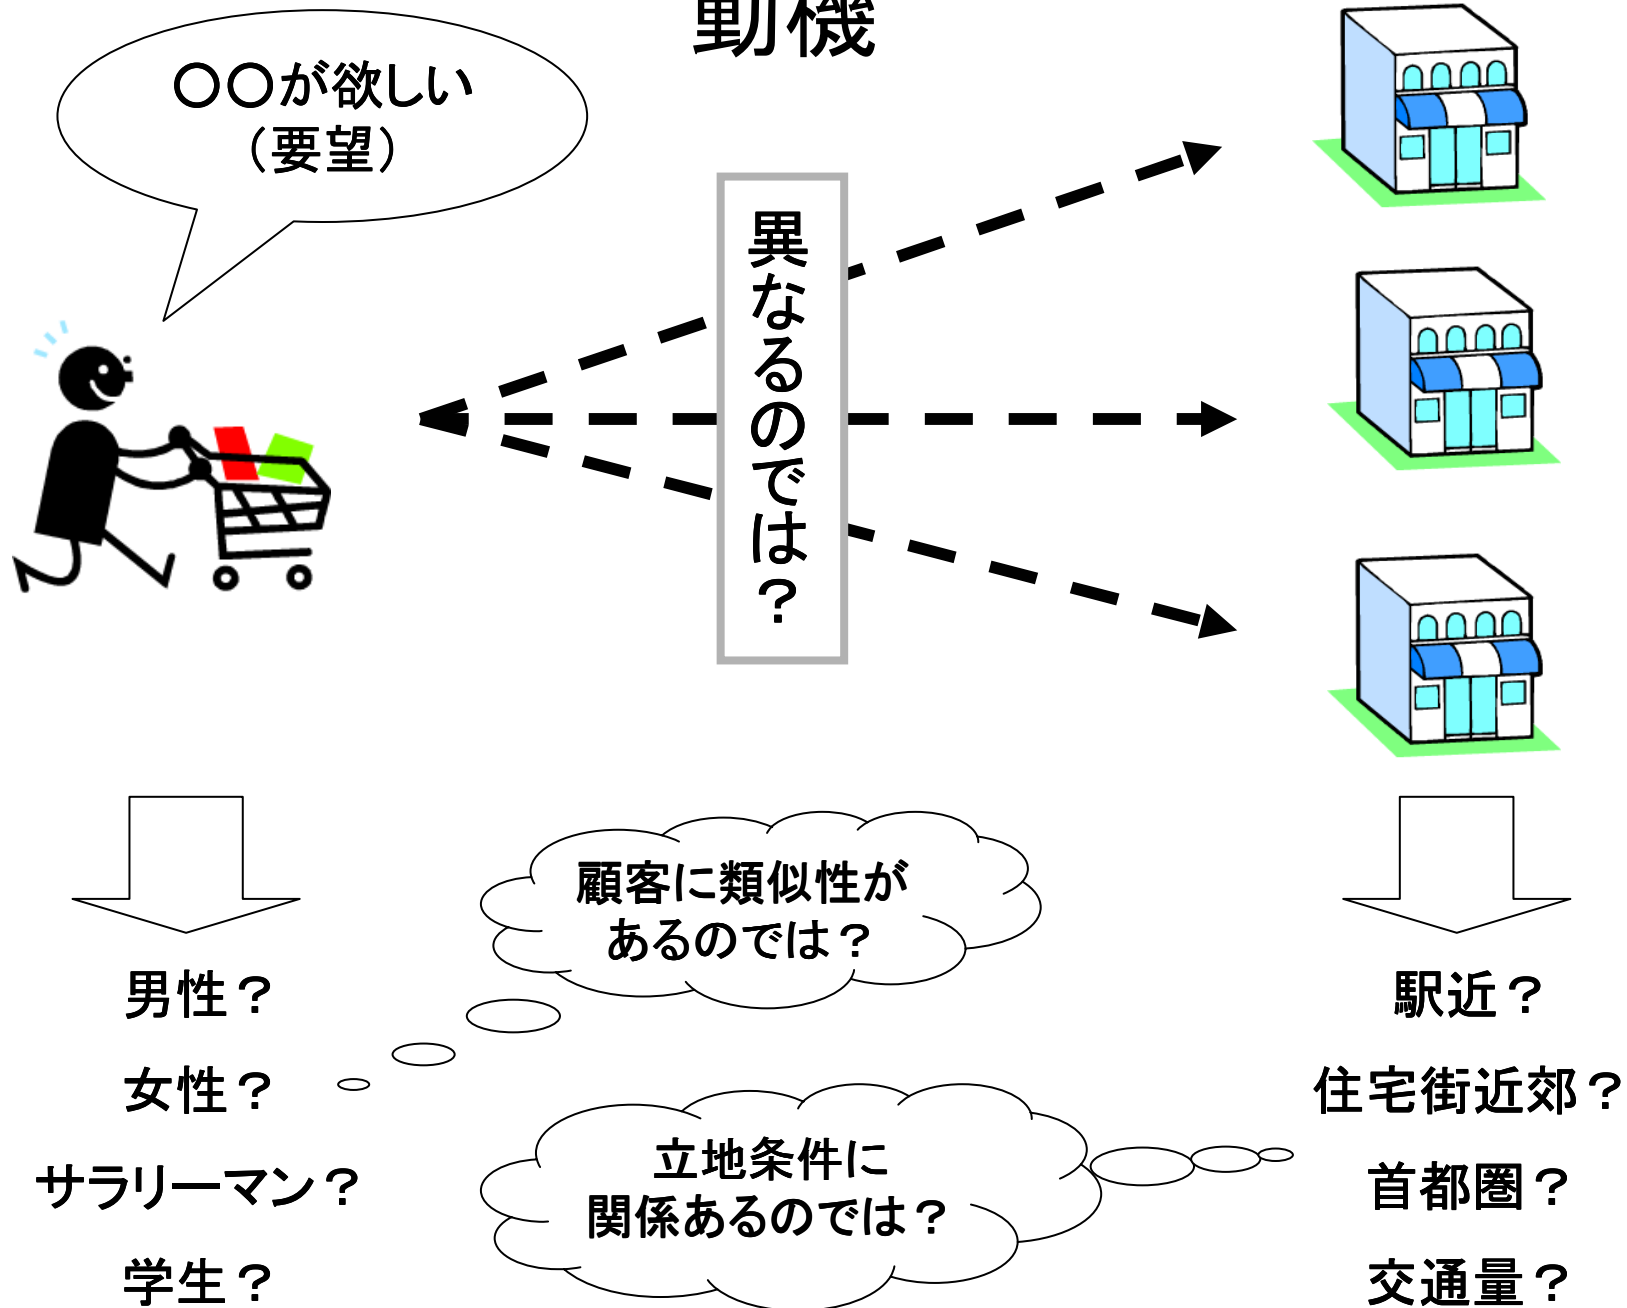 動機
〇〇が欲しい
（要望）
異なるのでは？
顧客に類似性が
あるのでは？
男性？
女性？
サラリーマン？
学生？
立地条件に
関係あるのでは？
駅近？
住宅街近郊？
首都圏？
交通量？